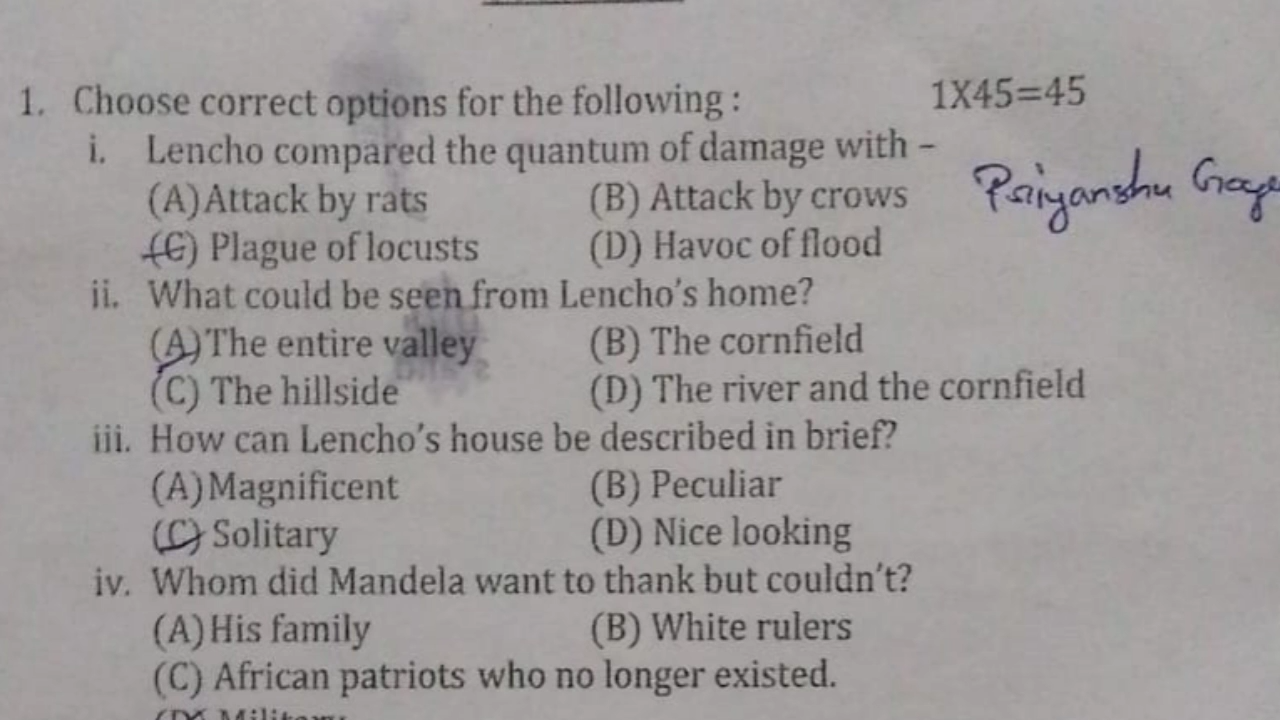 1. Choose correct options for the following : 1X45=45
i. Lencho compared the quantum of damage with –
Psiyanshu
(A) Attack by rats (B) Attack by crows
(C) Plague of locusts (D) Havoc of flood
ii. What could be seen from Lencho's home?
(A) The entire valley (B) The cornfield
(C) The hillside (D) The river and the cornfield
iii. How can Lencho's house be described in brief?
(A) Magnificent (B) Peculiar
(C) Solitary (D) Nice looking
iv. Whom did Mandela want to thank but couldn't?
(A) His family (B) White rulers
(C) African patriots who no longer existed.
(D) Military